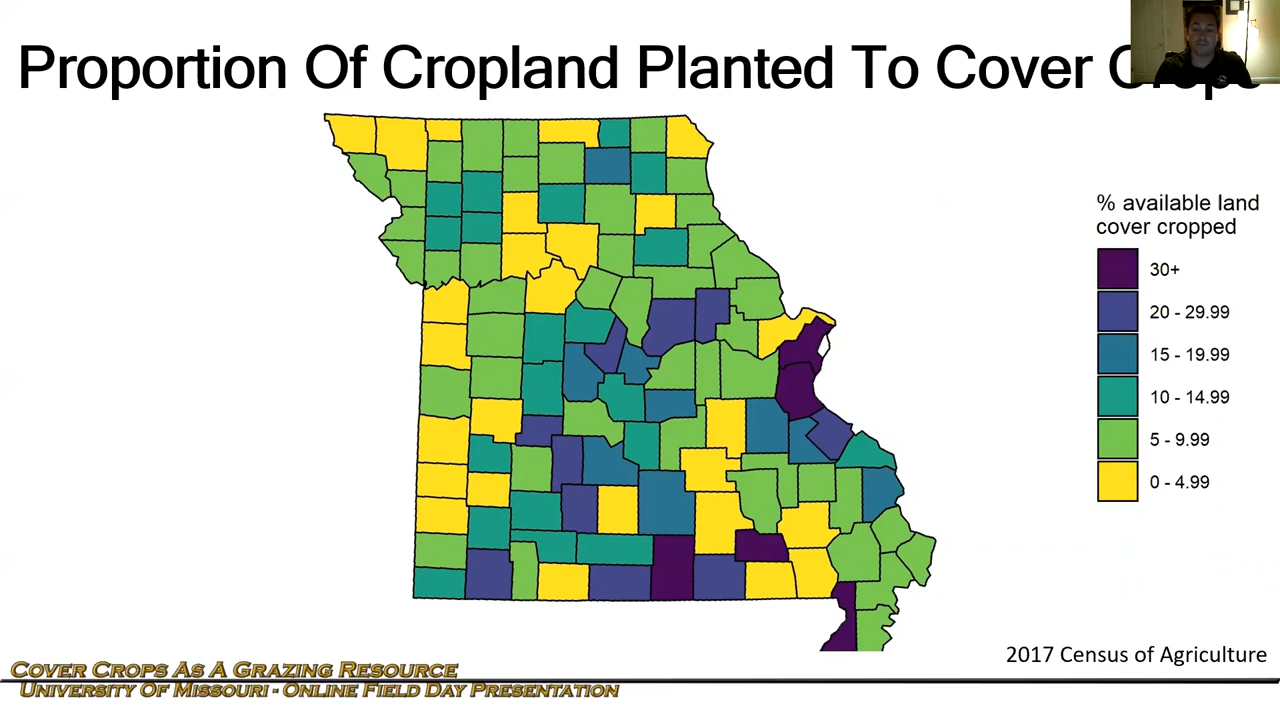 Proportion Of Cropland Planted To Cover
% available land
cover cropped
30+
20 - 29.99
15 - 19.99
10 - 14.99
5 - 9.99
0 - 4.99
2017 Census of Agriculture
Cover Crops As A Grazing Resource
University Of Missouri - Online Field Day Presentation